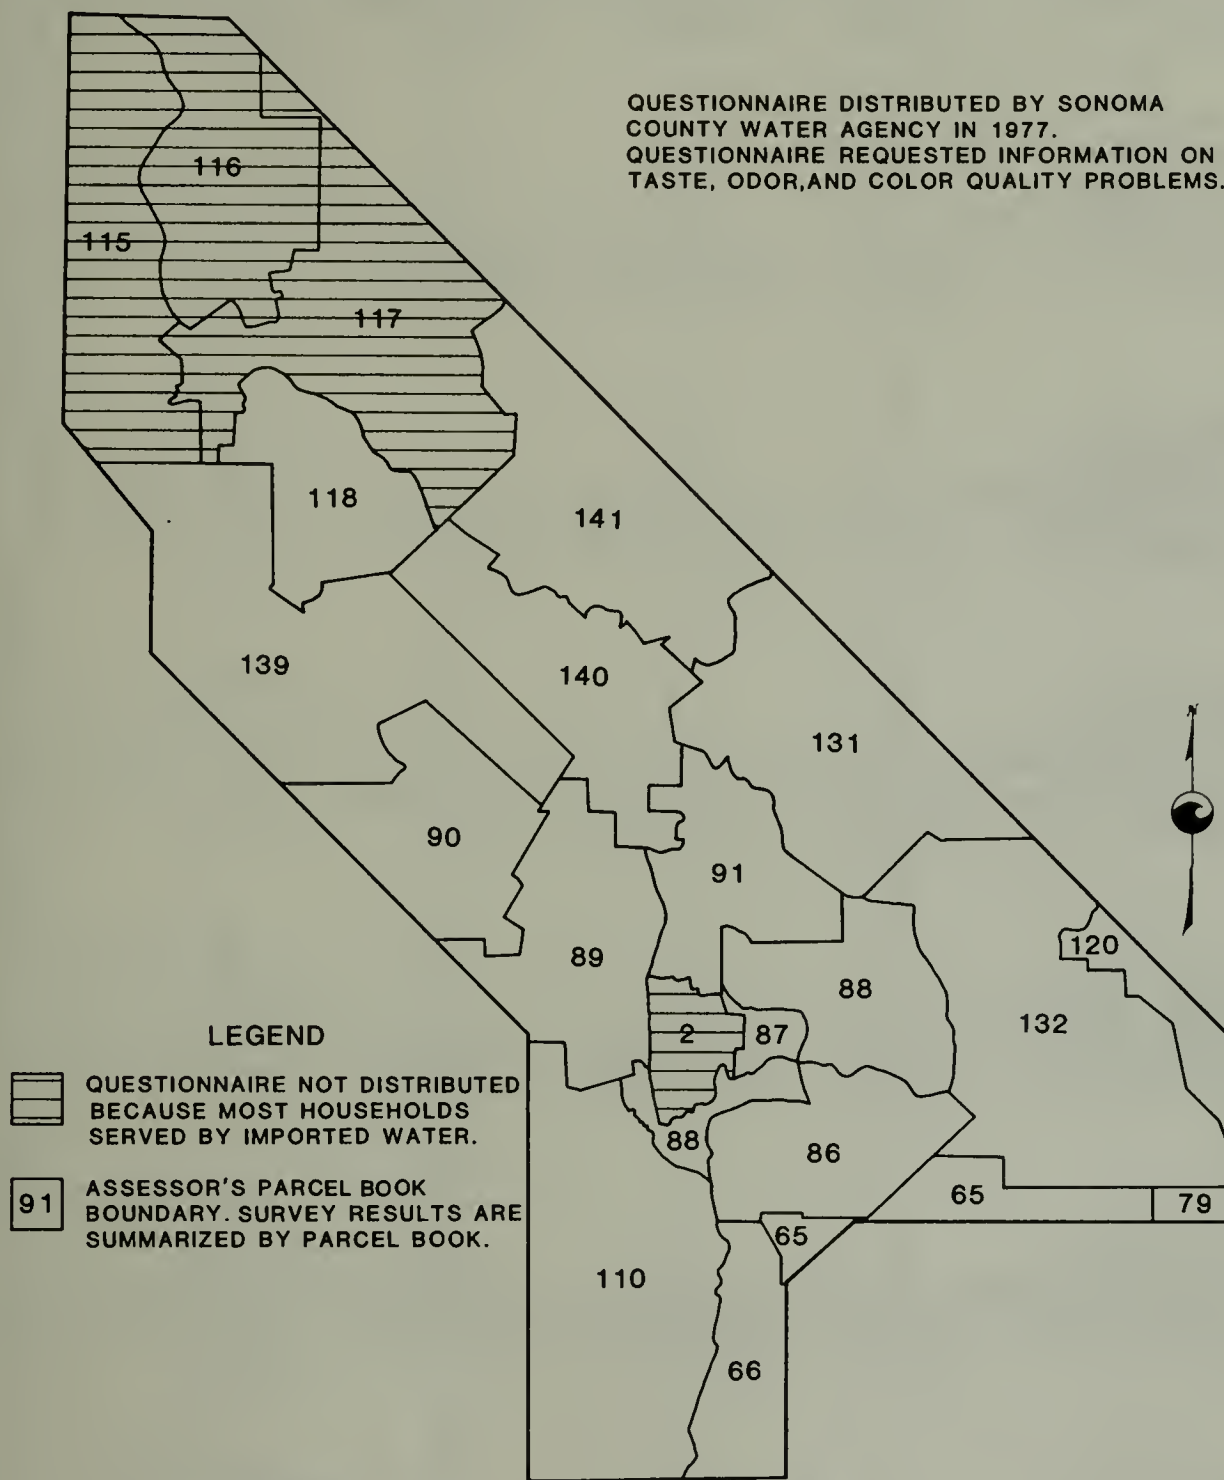 QUESTIONNAIRE DISTRIBUTED BY SONOMA
COUNTY WATER AGENCY IN 1977.
QUESTIONNAIRE REQUESTED INFORMATION ON
TASTE, ODOR,AND COLOR QUALITY PROBLEMS.
116
115
117
118
141
139
140
131
N
90
91
120
89
88
132
2
87
LEGEND
QUESTIONNAIRE NOT DISTRIBUTED
BECAUSE MOST HOUSEHOLDS
SERVED BY IMPORTED WATER.
88
86
91
ASSESSOR'S PARCEL BOOK
BOUNDARY. SURVEY RESULTS ARE
SUMMARIZED BY PARCEL BOOK.
65
79
65
110
66